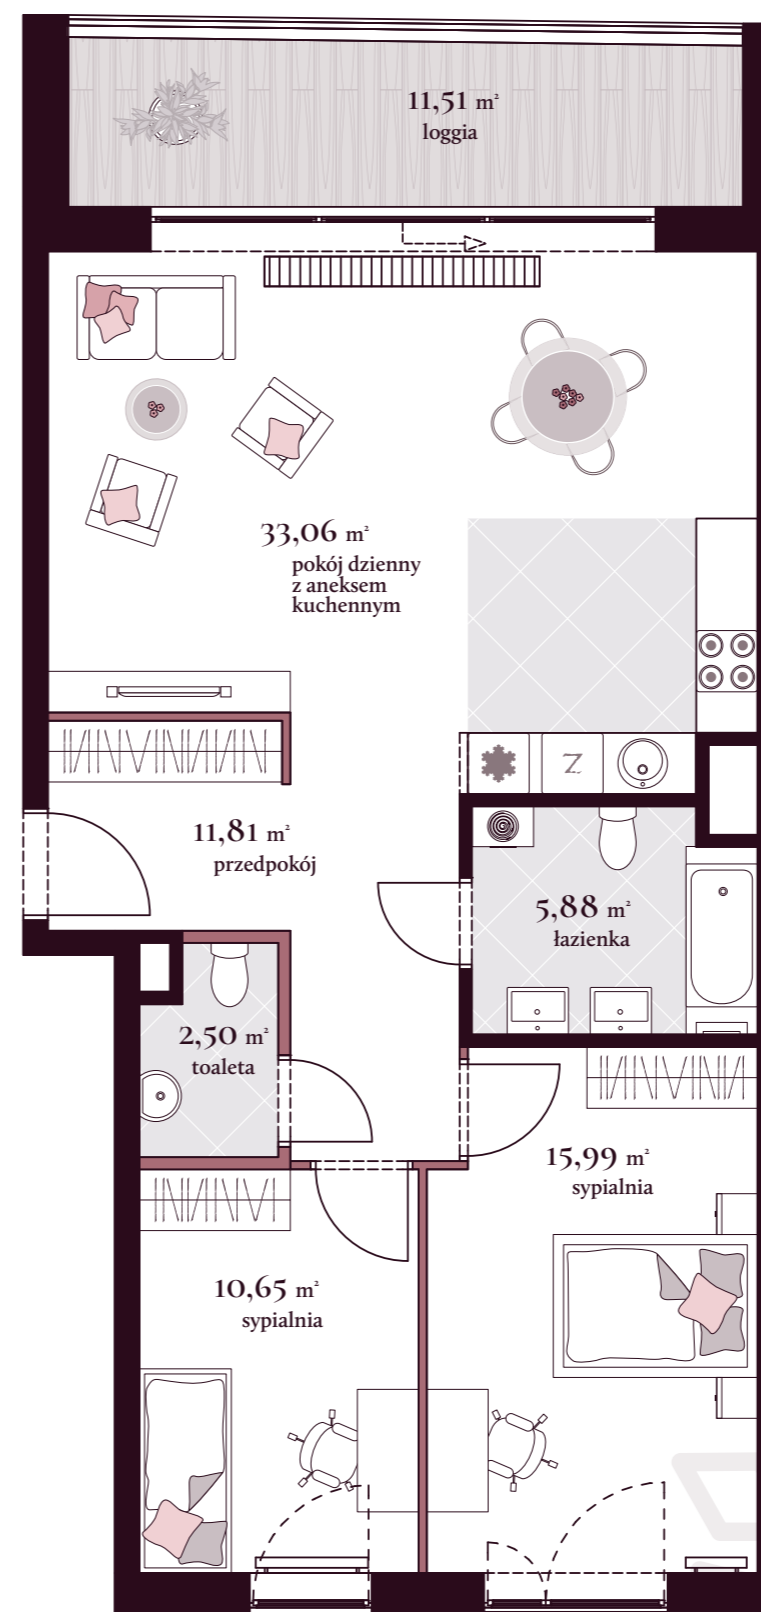 11,51 m²
loggia
33,06 m²
pokój dzienny
z aneksem
kuchennym
Z
11,81 m²
przedpokój
5,88 m²
łazienka
2,50 m²
toaleta
15,99 m²
sypialnia
10,65 m²
sypialnia